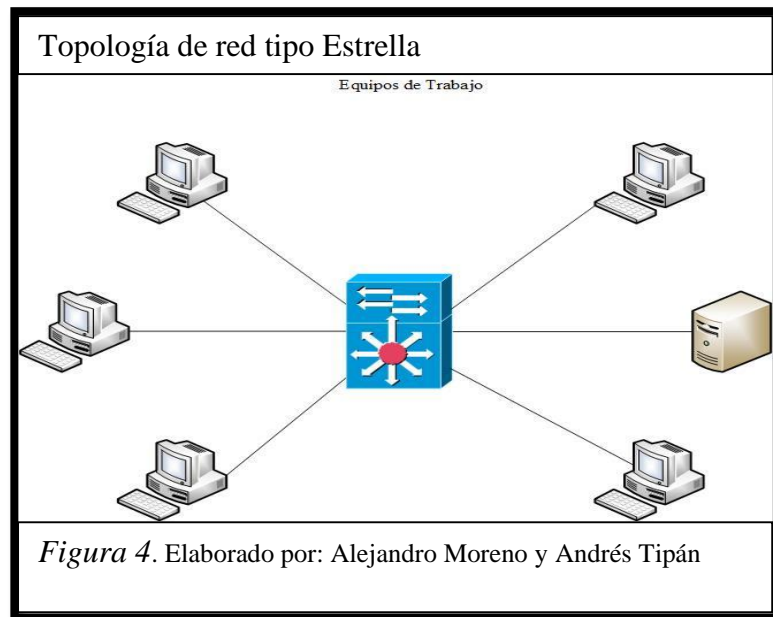 Topología de red tipo Estrella
Equipos de Trabajo
Figura 4. Elaborado por: Alejandro Moreno y Andrés Tipán